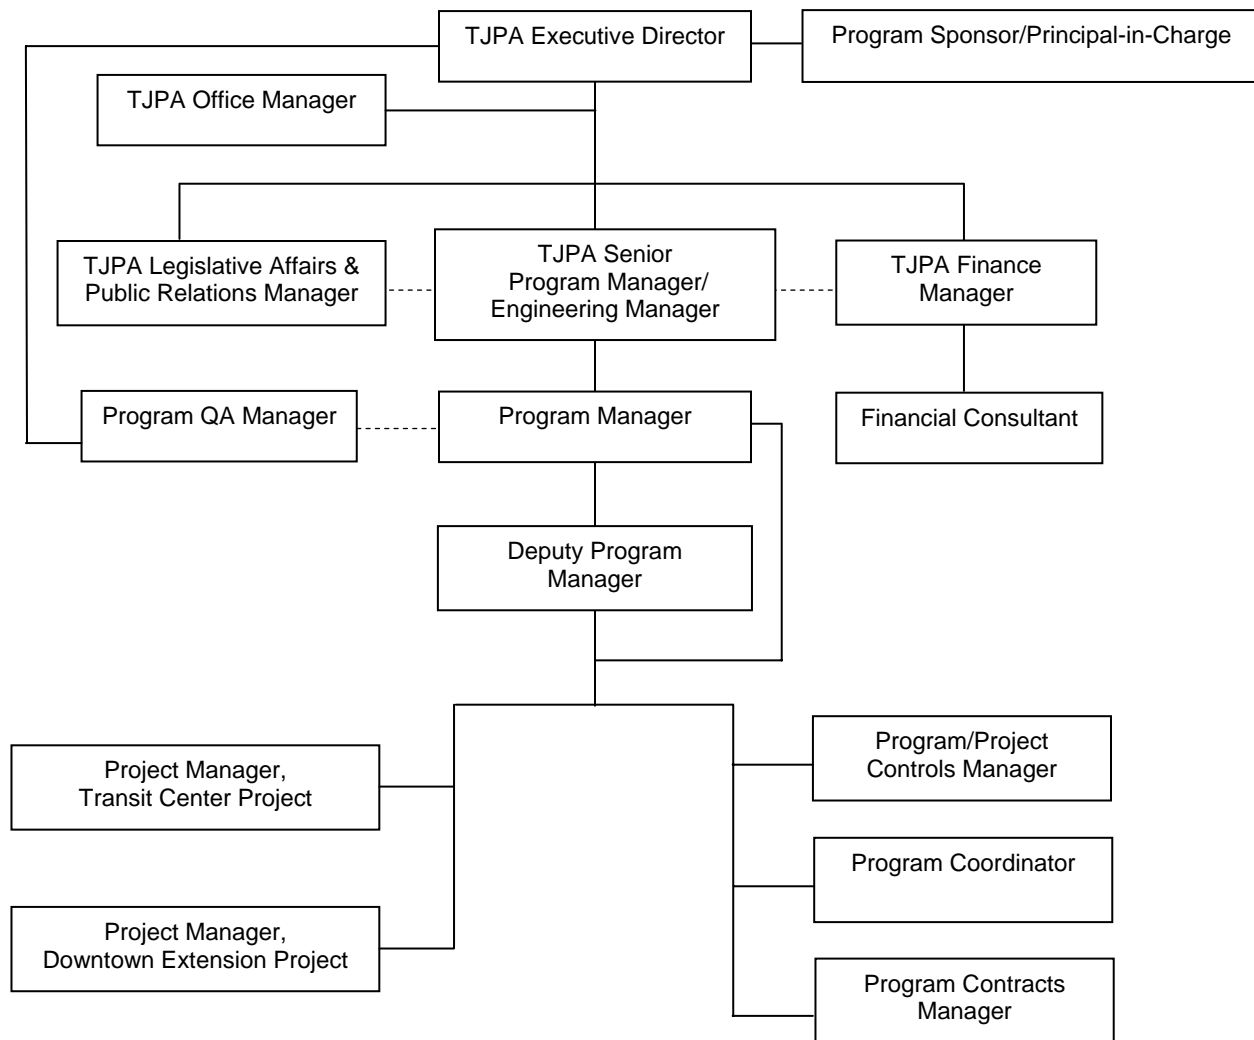 TJPA Executive Director
Program Sponsor/Principal-in-Charge
TJPA Office Manager
TJPA Legislative Affairs &
Public Relations Manager
TJPA Senior
Program Manager/
Engineering Manager
TJPA Finance
Manager
Program QA Manager
Program Manager
Financial Consultant
Deputy Program
Manager
Project Manager,
Transit Center Project
Program/Project
Controls Manager
Program Coordinator
Project Manager,
Downtown Extension Project
Program Contracts
Manager